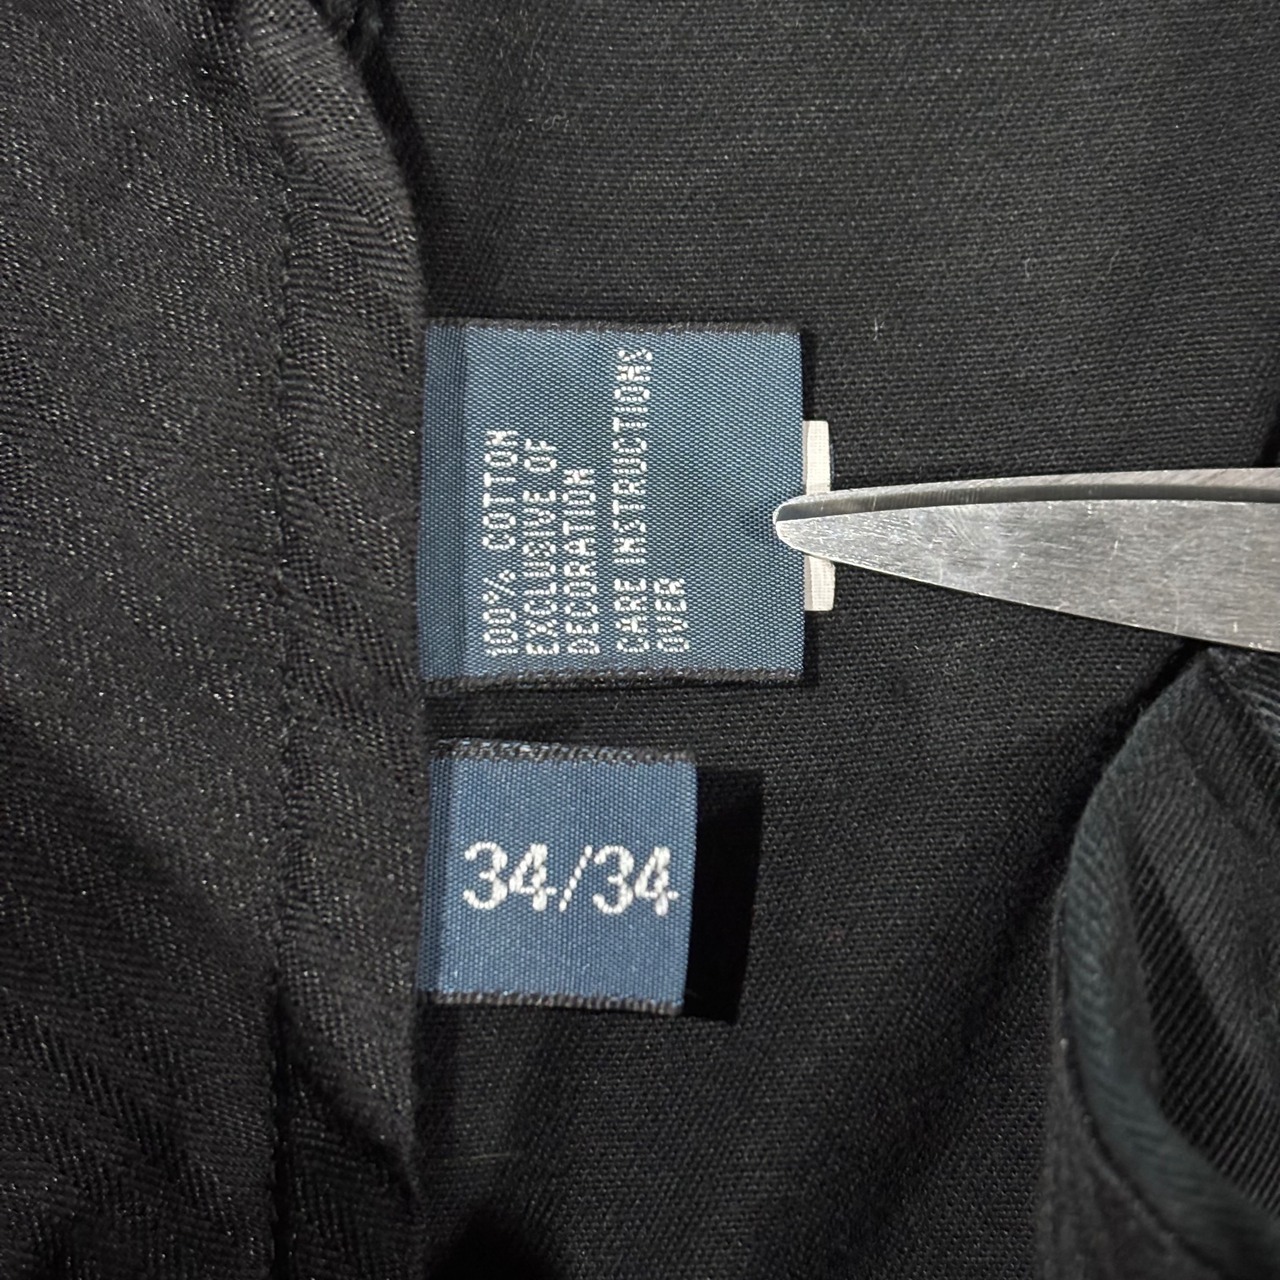 100% COTTON
EXCLUSIVE OF
DECORATION
CARE INSTRUCTIONS
OVER
34/34